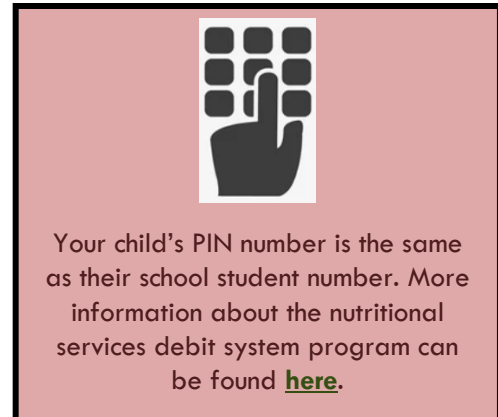 Your child’s PIN number is the same
as their school student number. More
information about the nutritional
services debit system program can
be found here.